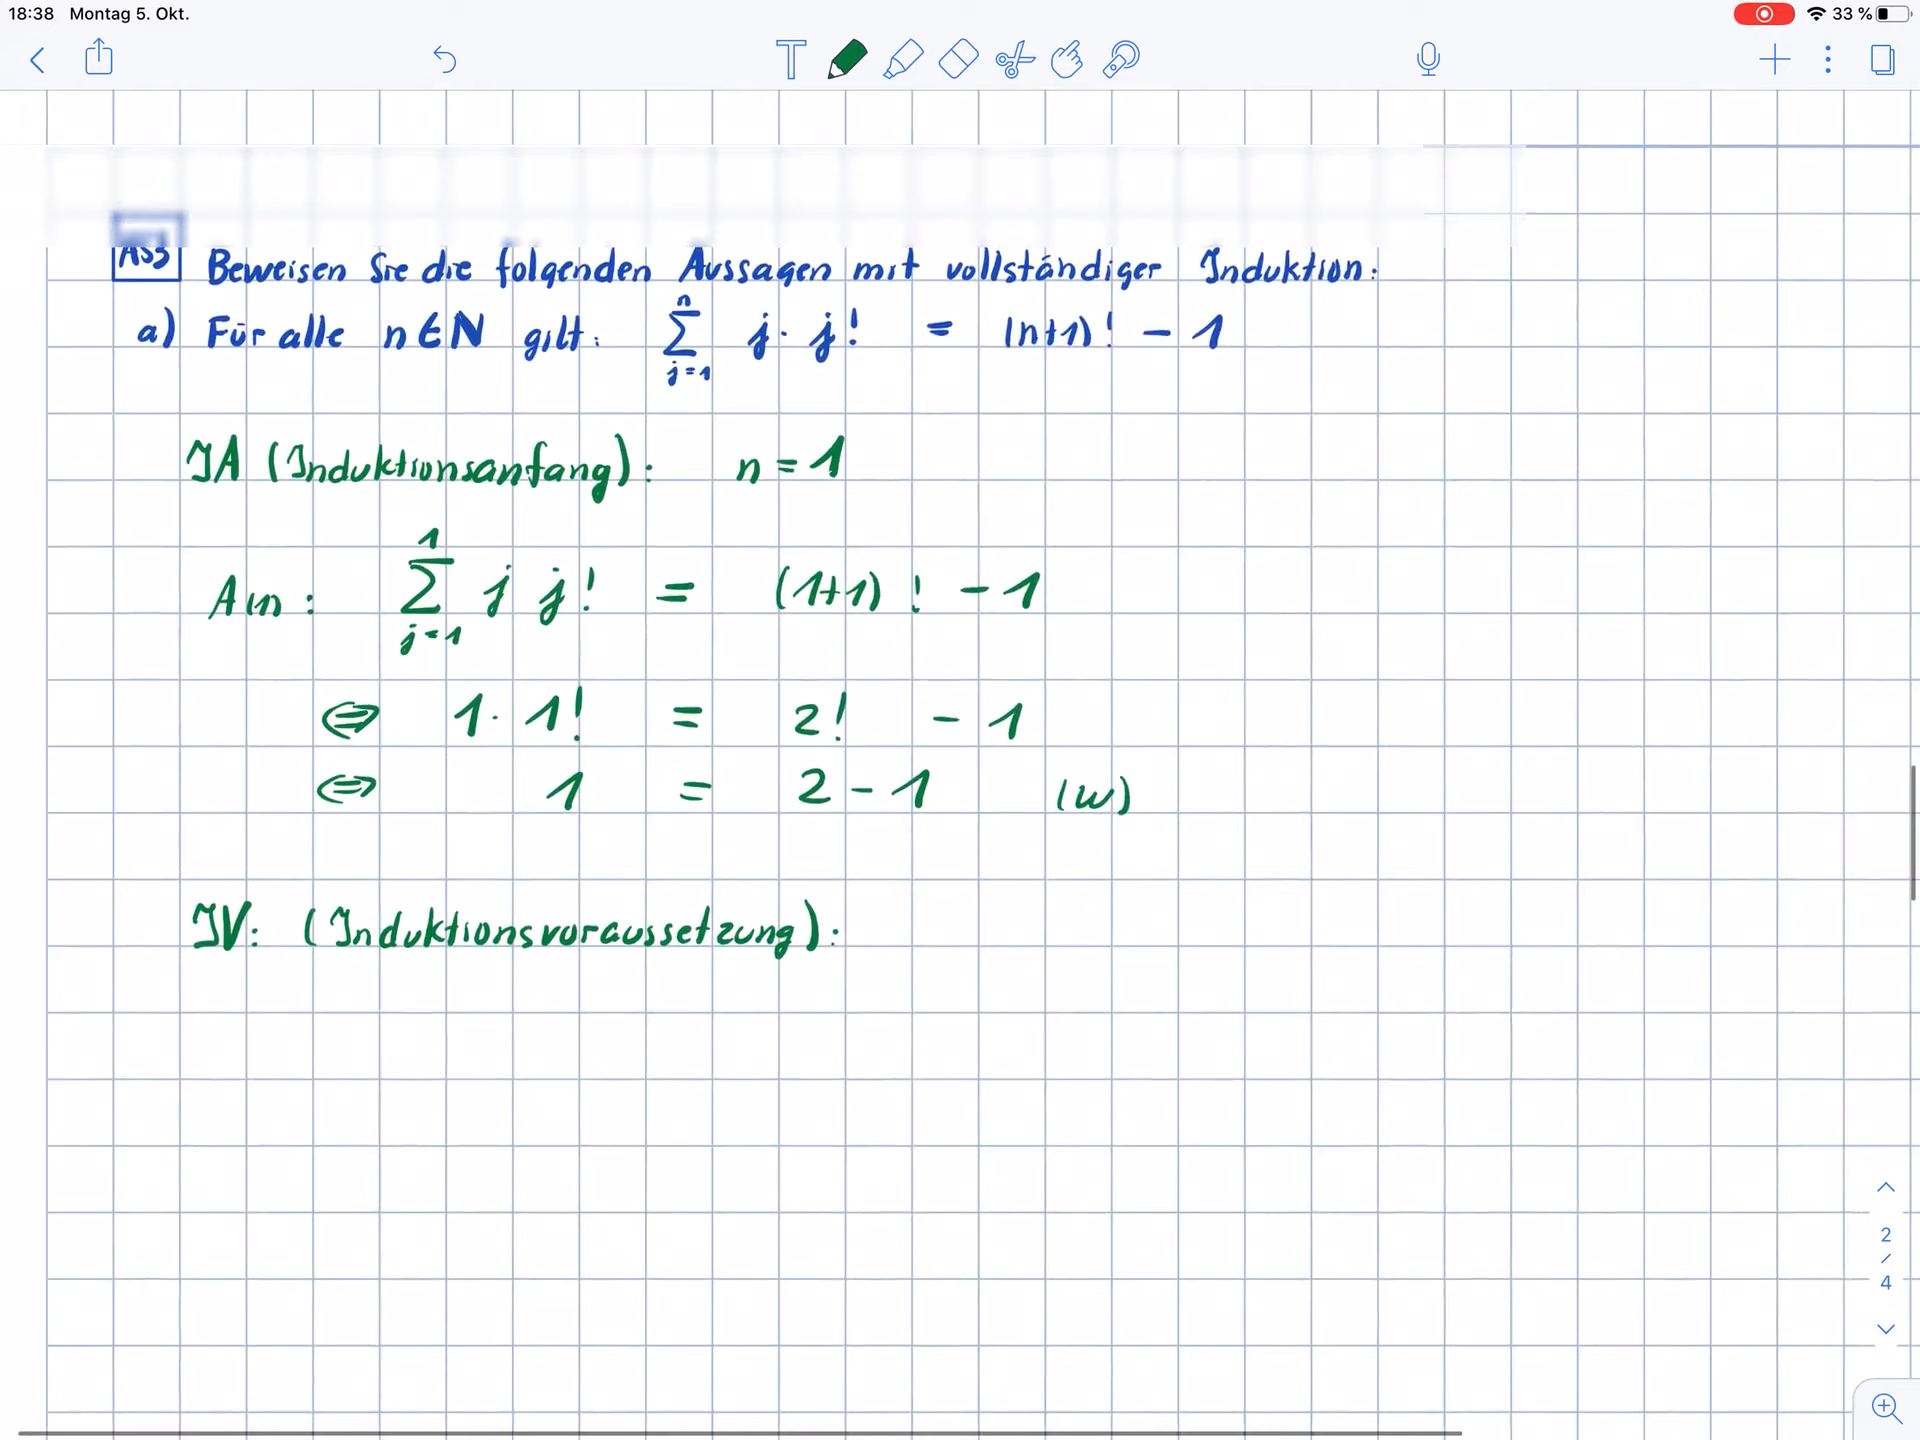 18:38 Montag 5. Okt. 33 %
Beweisen Sie die folgenden Aussagen mit vollständiger Induktion:
a) Für alle n ∈ ℕ gilt: ∑_{j=1}^{n} j · j! = (n+1)! − 1
IA (Induktionsanfang): n = 1
A(1): ∑_{j=1}^{1} j j! = (1+1)! − 1
⇔ 1 · 1! = 2! − 1
⇔ 1 = 2 − 1 (w)
IV: (Induktionsvoraussetzung):
2
/
4